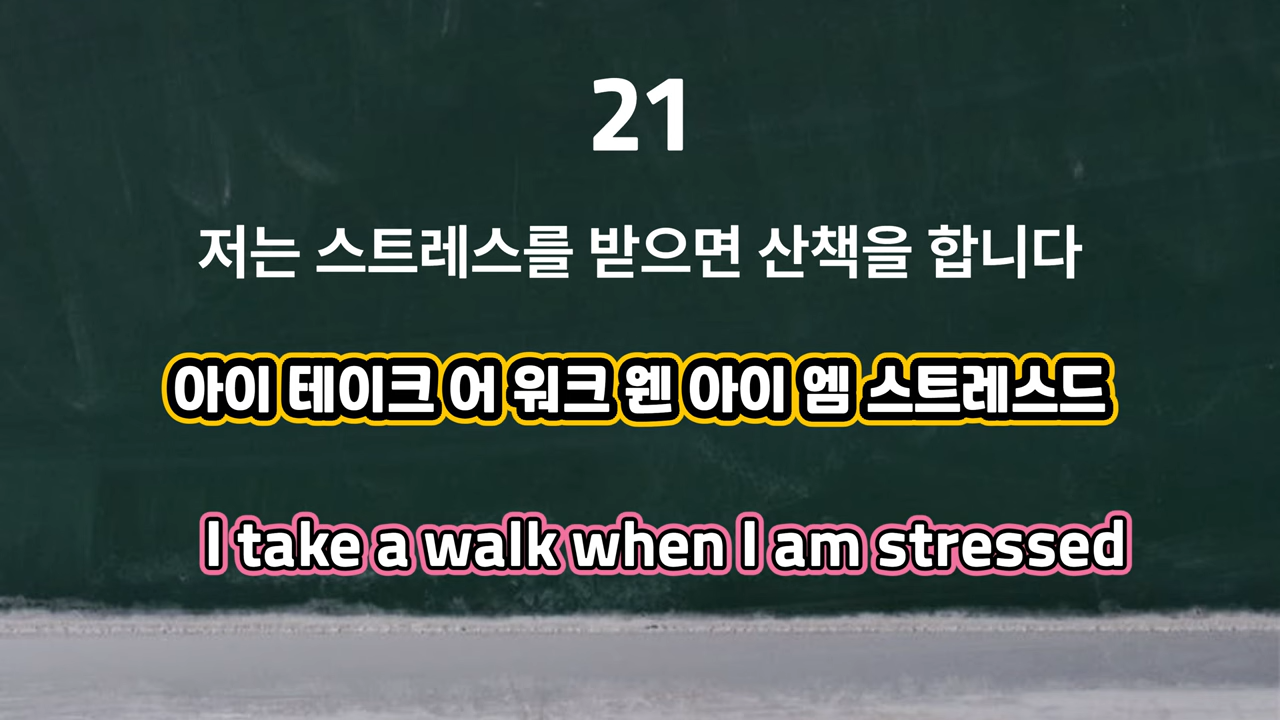 21
저는 스트레스를 받으면 산책을 합니다
아이 테이크 어 워크 웬 아이 엠 스트레스드
I take a walk when I am stressed